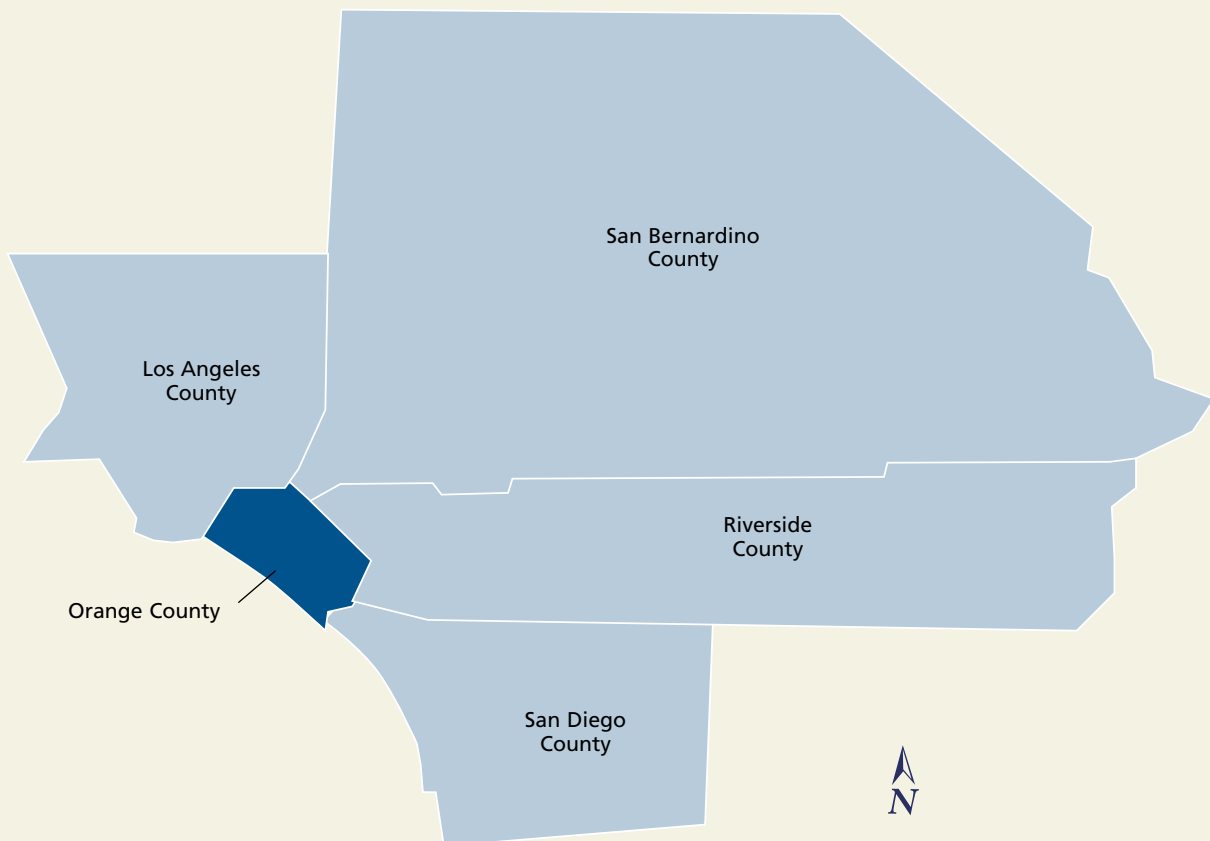 San Bernardino
County
Los Angeles
County
Riverside
County
Orange County
San Diego
County
N